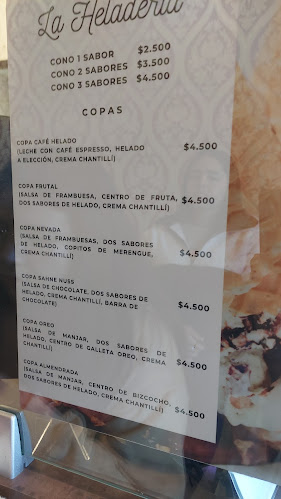 La Heladería
CONO 1 SABOR $2.500
CONO 2 SABORES $3.500
CONO 3 SABORES $4.500
COPAS
COPA CAFÉ HELADO
(LECHE CON CAFÉ ESPRESSO, HELADO $4.500
A ELECCIÓN, CREMA CHANTILLÍ)
COPA FRUTAL
(SALSA DE FRAMBUESA, CENTRO DE FRUTA, $4.500
DOS SABORES DE HELADO, CREMA CHANTILLÍ)
COPA NEVADA
(SALSA DE FRAMBUESAS, DOS SABORES
DE HELADO, COPITOS DE MERENGUE, $4.500
CREMA CHANTILLÍ)
COPA SAHNE NUSS
(SALSA DE CHOCOLATE, DOS SABORES DE
HELADO, CREMA CHANTILLÍ, BARRA DE $4.500
CHOCOLATE)
COPA OREO
(SALSA DE MANJAR, DOS SABORES DE
HELADO, CENTRO DE GALLETA OREO, CREMA $4.500
CHANTILLÍ)
COPA ALMENDRADA
(SALSA DE MANJAR, CENTRO DE BIZCOCHO,
DOS SABORES DE HELADO, CREMA CHANTILLÍ) $4.500